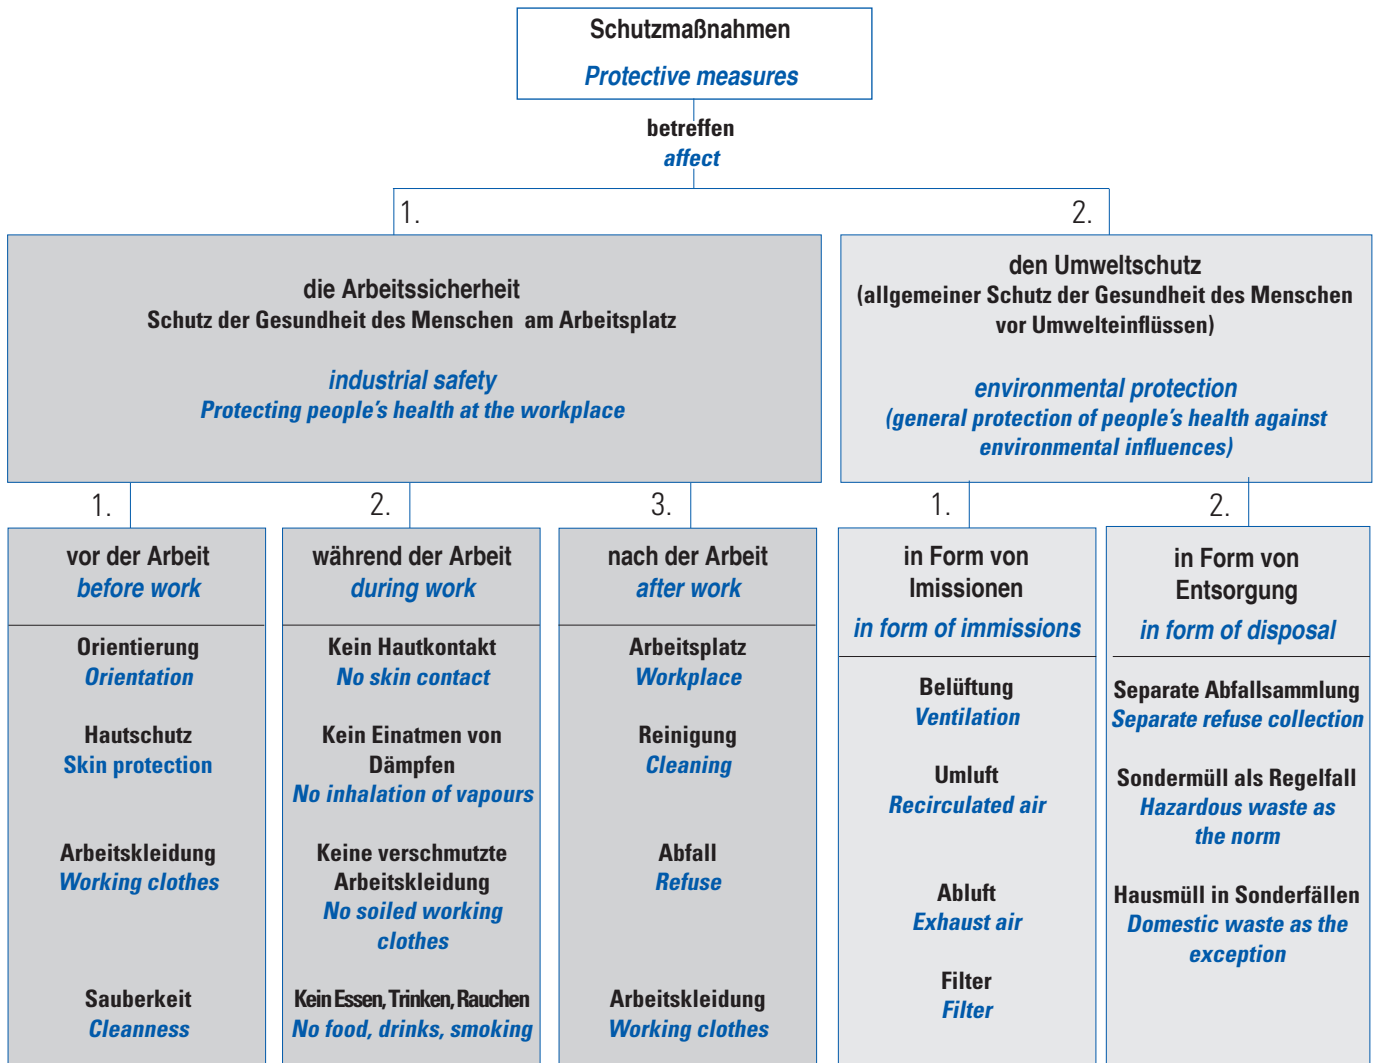 Schutzmaßnahmen
Protective measures
betreffen
affect
1.
die Arbeitssicherheit
Schutz der Gesundheit des Menschen am Arbeitsplatz
industrial safety
Protecting people's health at the workplace
2.
den Umweltschutz
(allgemeiner Schutz der Gesundheit des Menschen
vor Umwelteinflüssen)
environmental protection
(general protection of people's health against
environmental influences)
1.
vor der Arbeit
before work
Orientierung
Orientation
Hautschutz
Skin protection
Arbeitskleidung
Working clothes
Sauberkeit
Cleanness
2.
während der Arbeit
during work
Kein Hautkontakt
No skin contact
Kein Einatmen von
Dämpfen
No inhalation of vapours
Keine verschmutzte
Arbeitskleidung
No soiled working
clothes
Kein Essen, Trinken, Rauchen
No food, drinks, smoking
3.
nach der Arbeit
after work
Arbeitsplatz
Workplace
Reinigung
Cleaning
Abfall
Refuse
Arbeitskleidung
Working clothes
1.
in Form von
Imissionen
in form of immissions
Belüftung
Ventilation
Umluft
Recirculated air
Abluft
Exhaust air
Filter
Filter
2.
in Form von
Entsorgung
in form of disposal
Separate Abfallsammlung
Separate refuse collection
Sondermüll als Regelfall
Hazardous waste as
the norm
Hausmüll in Sonderfällen
Domestic waste as the
exception